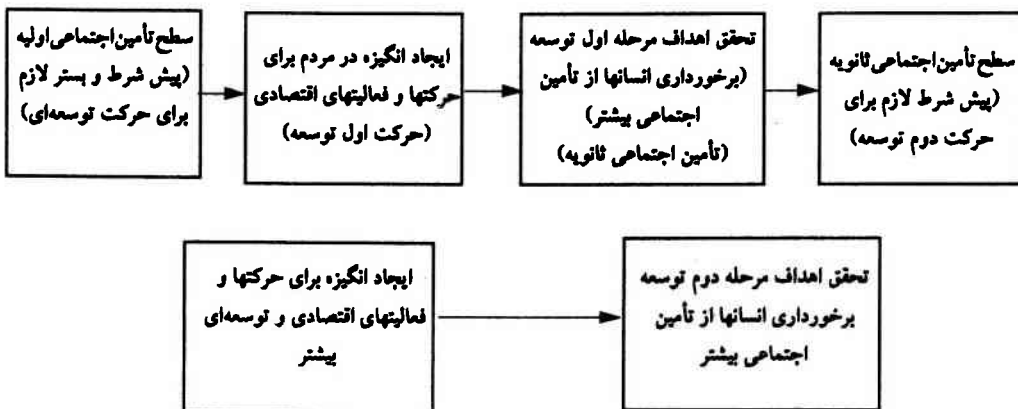 سطح تأمین اجتماعی اولیه
(پیش شرط و بستر لازم
برای حرکت توسعه‌ای)
ایجاد انگیزه در مردم برای
حرکتها و فعالیتهای اقتصادی
(حرکت اول توسعه)
تحقق اهداف مرحله اول توسعه
(برخورداری انسانها از تأمین
اجتماعی بیشتر)
(تأمین اجتماعی ثانویه)
سطح تأمین اجتماعی ثانویه
(پیش شرط لازم برای
حرکت دوم توسعه)
ایجاد انگیزه برای حرکتها و
فعالیتهای اقتصادی و توسعه‌ای
بیشتر
تحقق اهداف مرحله دوم توسعه
برخورداری انسانها از تأمین
اجتماعی بیشتر